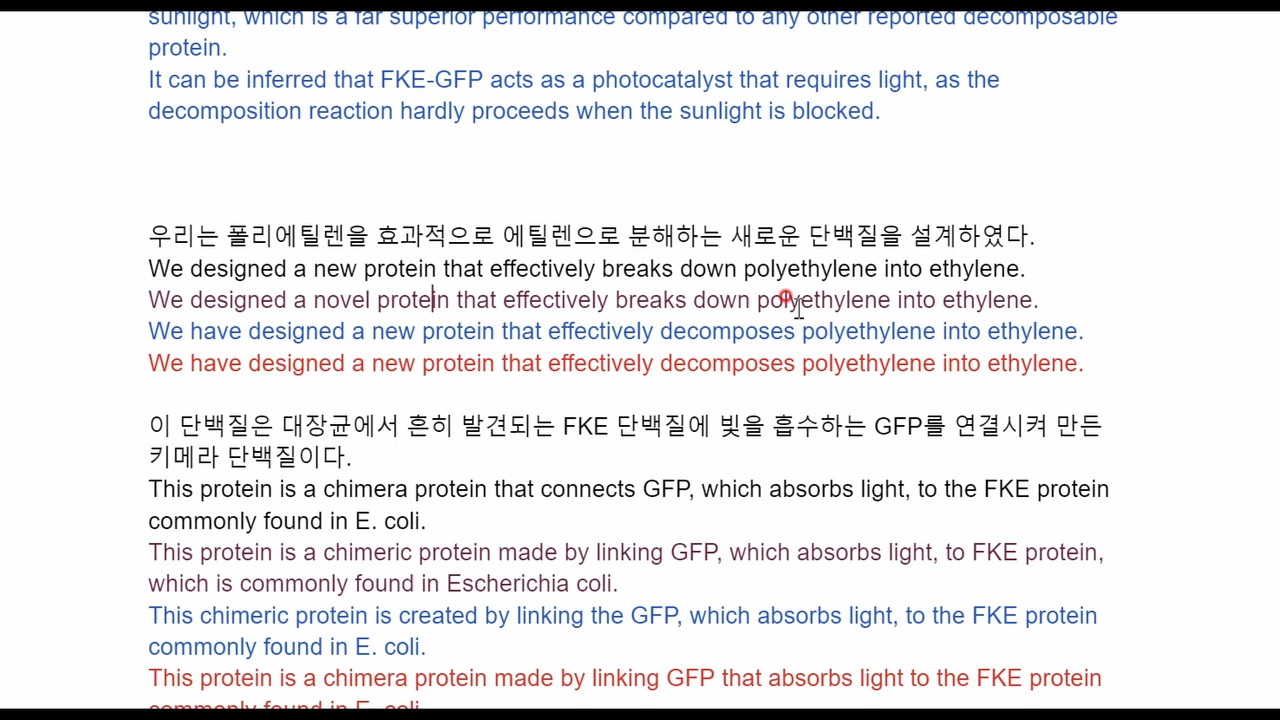 sunlight, which is a far superior performance compared to any other reported decomposable
protein.
It can be inferred that FKE-GFP acts as a photocatalyst that requires light, as the
decomposition reaction hardly proceeds when the sunlight is blocked.
우리는 폴리에틸렌을 효과적으로 에틸렌으로 분해하는 새로운 단백질을 설계하였다.
We designed a new protein that effectively breaks down polyethylene into ethylene.
We designed a novel protein that effectively breaks down polyethylene into ethylene.
We have designed a new protein that effectively decomposes polyethylene into ethylene.
We have designed a new protein that effectively decomposes polyethylene into ethylene.
이 단백질은 대장균에서 흔히 발견되는 FKE 단백질에 빛을 흡수하는 GFP를 연결시켜 만든
키메라 단백질이다.
This protein is a chimera protein that connects GFP, which absorbs light, to the FKE protein
commonly found in E. coli.
This protein is a chimeric protein made by linking GFP, which absorbs light, to FKE protein,
which is commonly found in Escherichia coli.
This chimeric protein is created by linking the GFP, which absorbs light, to the FKE protein
commonly found in E. coli.
This protein is a chimera protein made by linking GFP that absorbs light to the FKE protein
commonly found in E. coli.